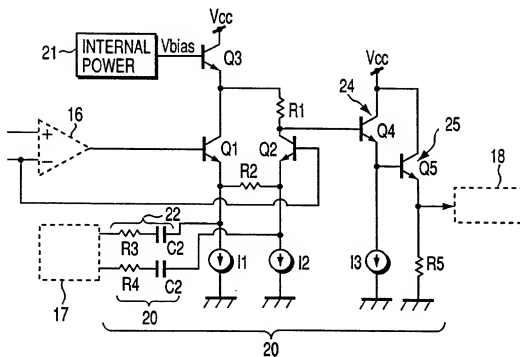 Vcc
21
INTERNAL
POWER
Vbias
Q3
Vcc
24
R1
16
Q4
25
+
−
Q1
Q2
Q5
18
R2
22
R3
C2
R4
C2
I1
I2
I3
R5
17
20
20